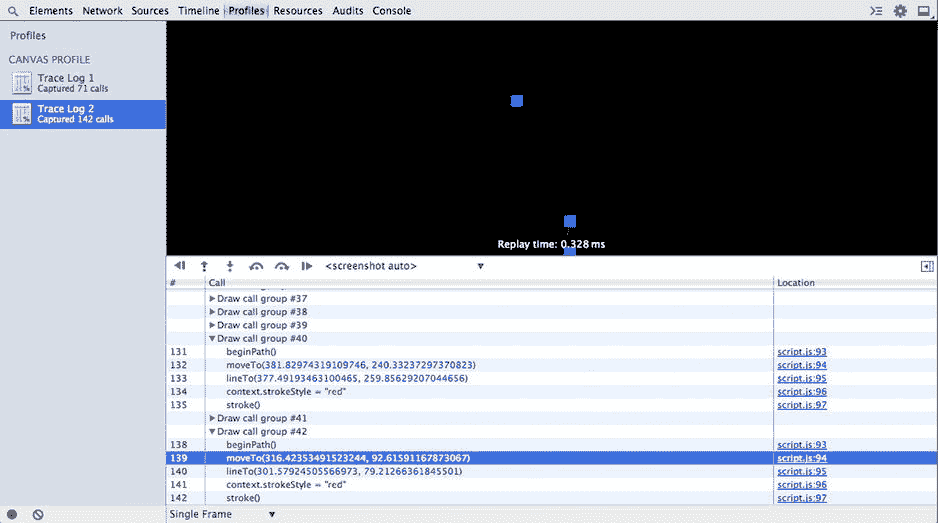 Elements Network Sources Timeline Profiles Resources Audits Console
Profiles
CANVAS PROFILE
Trace Log 1
Captured 71 calls
Trace Log 2
Captured 142 calls
Replay time: 0.328 ms
<screenshot auto>
# Call Location
Draw call group #37
Draw call group #38
Draw call group #39
Draw call group #40
131 beginPath() script.js:93
132 moveTo(381.82974319109746, 240.33237297370823) script.js:94
133 lineTo(377.49193463100465, 259.85629207044656) script.js:95
134 context.strokeStyle = "red" script.js:96
135 stroke() script.js:97
Draw call group #41
Draw call group #42
138 beginPath() script.js:93
139 moveTo(316.42353491523244, 92.61591167873067) script.js:94
140 lineTo(301.57924505566973, 79.21266361845501) script.js:95
141 context.strokeStyle = "red" script.js:96
142 stroke() script.js:97
Single Frame